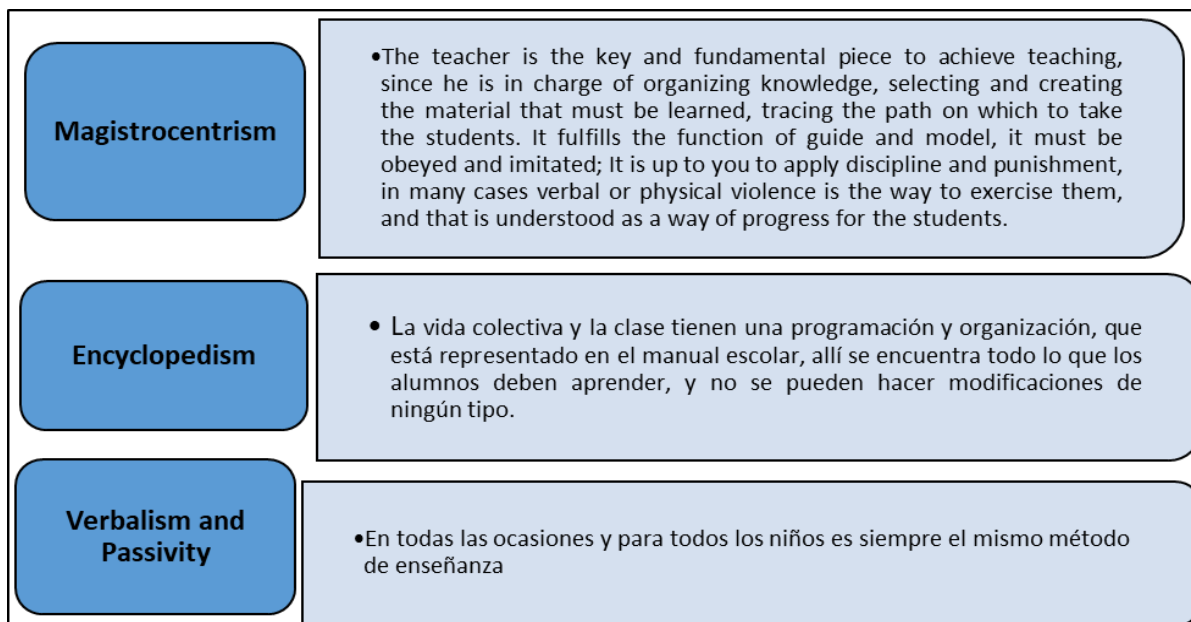 Magistrocentrism
•The teacher is the key and fundamental piece to achieve teaching,
since he is in charge of organizing knowledge, selecting and creating
the material that must be learned, tracing the path on which to take
the students. It fulfills the function of guide and model, it must be
obeyed and imitated; It is up to you to apply discipline and punishment,
in many cases verbal or physical violence is the way to exercise them,
and that is understood as a way of progress for the students.
Encyclopedism
• La vida colectiva y la clase tienen una programación y organización, que
está representado en el manual escolar, allí se encuentra todo lo que los
alumnos deben aprender, y no se pueden hacer modificaciones de
ningún tipo.
Verbalism and
Passivity
•En todas las ocasiones y para todos los niños es siempre el mismo método
de enseñanza